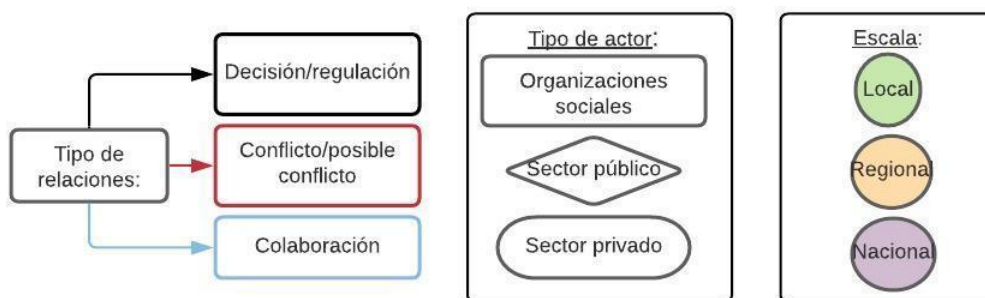 Tipo de
relaciones:
Decisión/regulación
Conflicto/posible
conflicto
Colaboración
Tipo de actor:
Organizaciones
sociales
Sector público
Sector privado
Escala:
Local
Regional
Nacional